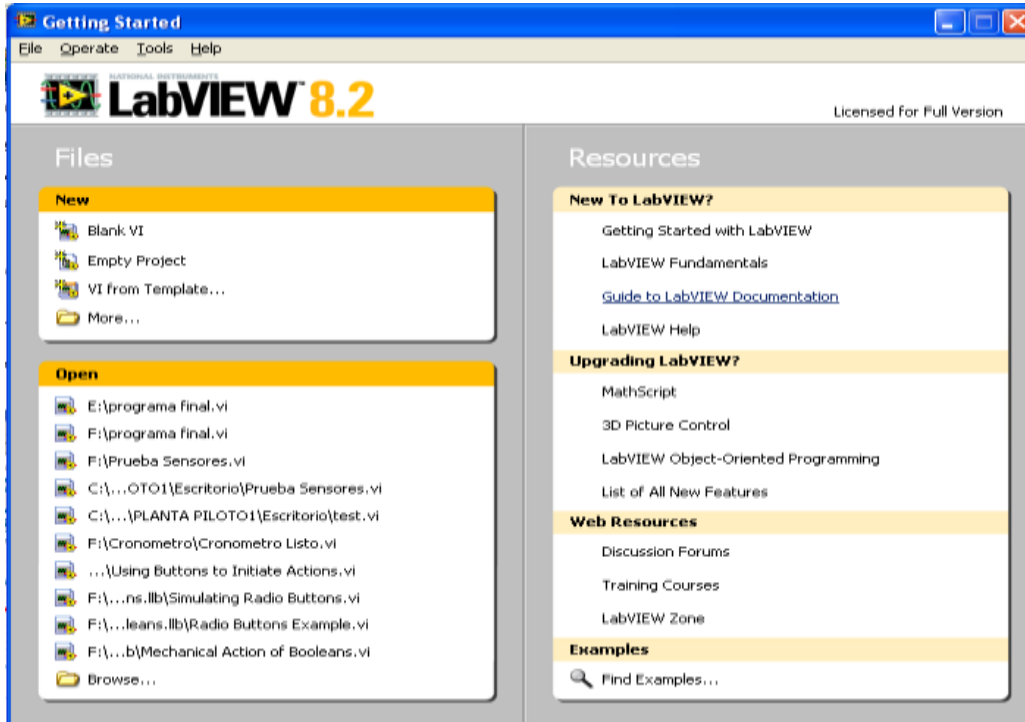 Getting Started
File Operate Tools Help
NATIONAL INSTRUMENTS
LabVIEW™ 8.2
Licensed for Full Version
Files
New
Blank VI
Empty Project
VI from Template...
More...
Open
E:\programa final.vi
F:\programa final.vi
F:\Prueba Sensores.vi
C:\...OTO1\Escritorio\Prueba Sensores.vi
C:\...\PLANTA PILOTO1\Escritorio\test.vi
F:\Cronometro\Cronometro Listo.vi
...\Using Buttons to Initiate Actions.vi
F:\...ns.llb\Simulating Radio Buttons.vi
F:\...leans.llb\Radio Buttons Example.vi
F:\...b\Mechanical Action of Booleans.vi
Browse...
Resources
New To LabVIEW?
Getting Started with LabVIEW
LabVIEW Fundamentals
Guide to LabVIEW Documentation
LabVIEW Help
Upgrading LabVIEW?
MathScript
3D Picture Control
LabVIEW Object-Oriented Programming
List of All New Features
Web Resources
Discussion Forums
Training Courses
LabVIEW Zone
Examples
Find Examples...